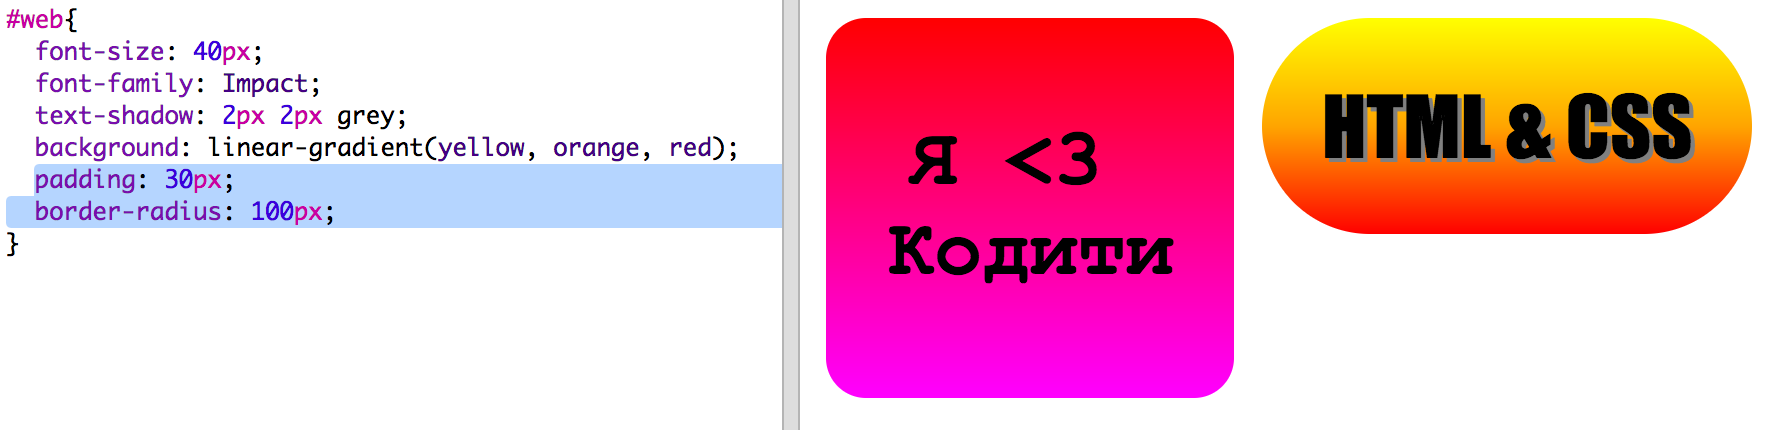 #web{
  font-size: 40px;
  font-family: Impact;
  text-shadow: 2px 2px grey;
  background: linear-gradient(yellow, orange, red);
  padding: 30px;
  border-radius: 100px;
}
Я <3
Кодити
HTML & CSS